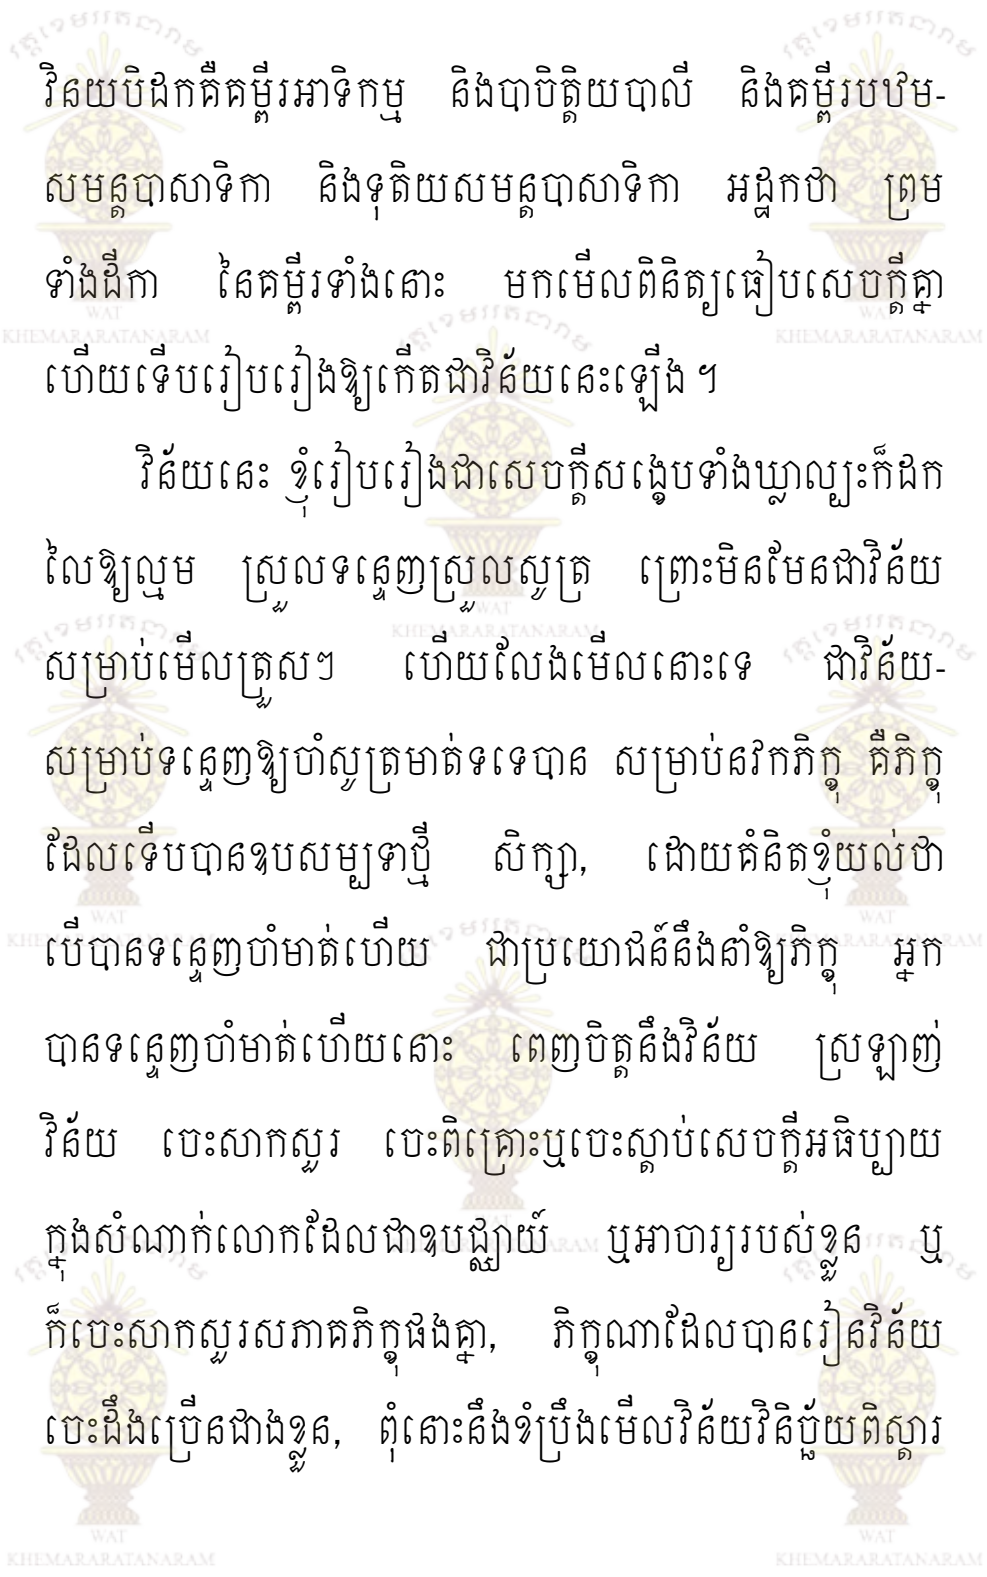 វិនយបិដកគឺគម្ពីរអាទិកម្ម និងបាចិត្តិយបាលី និងគម្ពីរបឋម-
សមន្តបាសាទិកា និងទុតិយសមន្តបាសាទិកា អដ្ឋកថា ព្រម
ទាំងដីកា នៃគម្ពីរទាំងនោះ មកមើលពិនិត្យធៀបសេចក្តីគ្នា
ហើយទើបរៀបរៀងឱ្យកើតជាវិន័យនេះឡើង ។
វិន័យនេះ ខ្ញុំរៀបរៀងជាសេចក្តីសង្ខេបទាំងឃ្លាល្បះក៏ដក
លៃឱ្យល្មម ស្រួលទន្ទេញស្រួលសូត្រ ព្រោះមិនមែនជាវិន័យ
សម្រាប់មើលត្រួសៗ ហើយលែងមើលនោះទេ ជាវិន័យ-
សម្រាប់ទន្ទេញឱ្យចាំសូត្រមាត់ទទេបាន សម្រាប់នវកភិក្ខុ គឺភិក្ខុ
ដែលទើបបានឧបសម្បទាថ្មី សិក្សា, ដោយគំនិតខ្ញុំយល់ថា
បើបានទន្ទេញចាំមាត់ហើយ ជាប្រយោជន៍នឹងនាំឱ្យភិក្ខុ អ្នក
បានទន្ទេញចាំមាត់ហើយនោះ ពេញចិត្តនឹងវិន័យ ស្រឡាញ់
វិន័យ ចេះសាកសួរ ចេះពិគ្រោះឬចេះស្តាប់សេចក្តីអធិប្បាយ
ក្នុងសំណាក់លោកដែលជាឧបជ្ឈាយ៍ ឬអាចារ្យរបស់ខ្លួន ឬ
ក៏ចេះសាកសួរសភាគភិក្ខុផងគ្នា, ភិក្ខុណាដែលបានរៀនវិន័យ
ចេះដឹងច្រើនជាងខ្លួន, ពុំនោះនឹងខំប្រឹងមើលវិន័យវិនិច្ឆ័យពិស្តារ